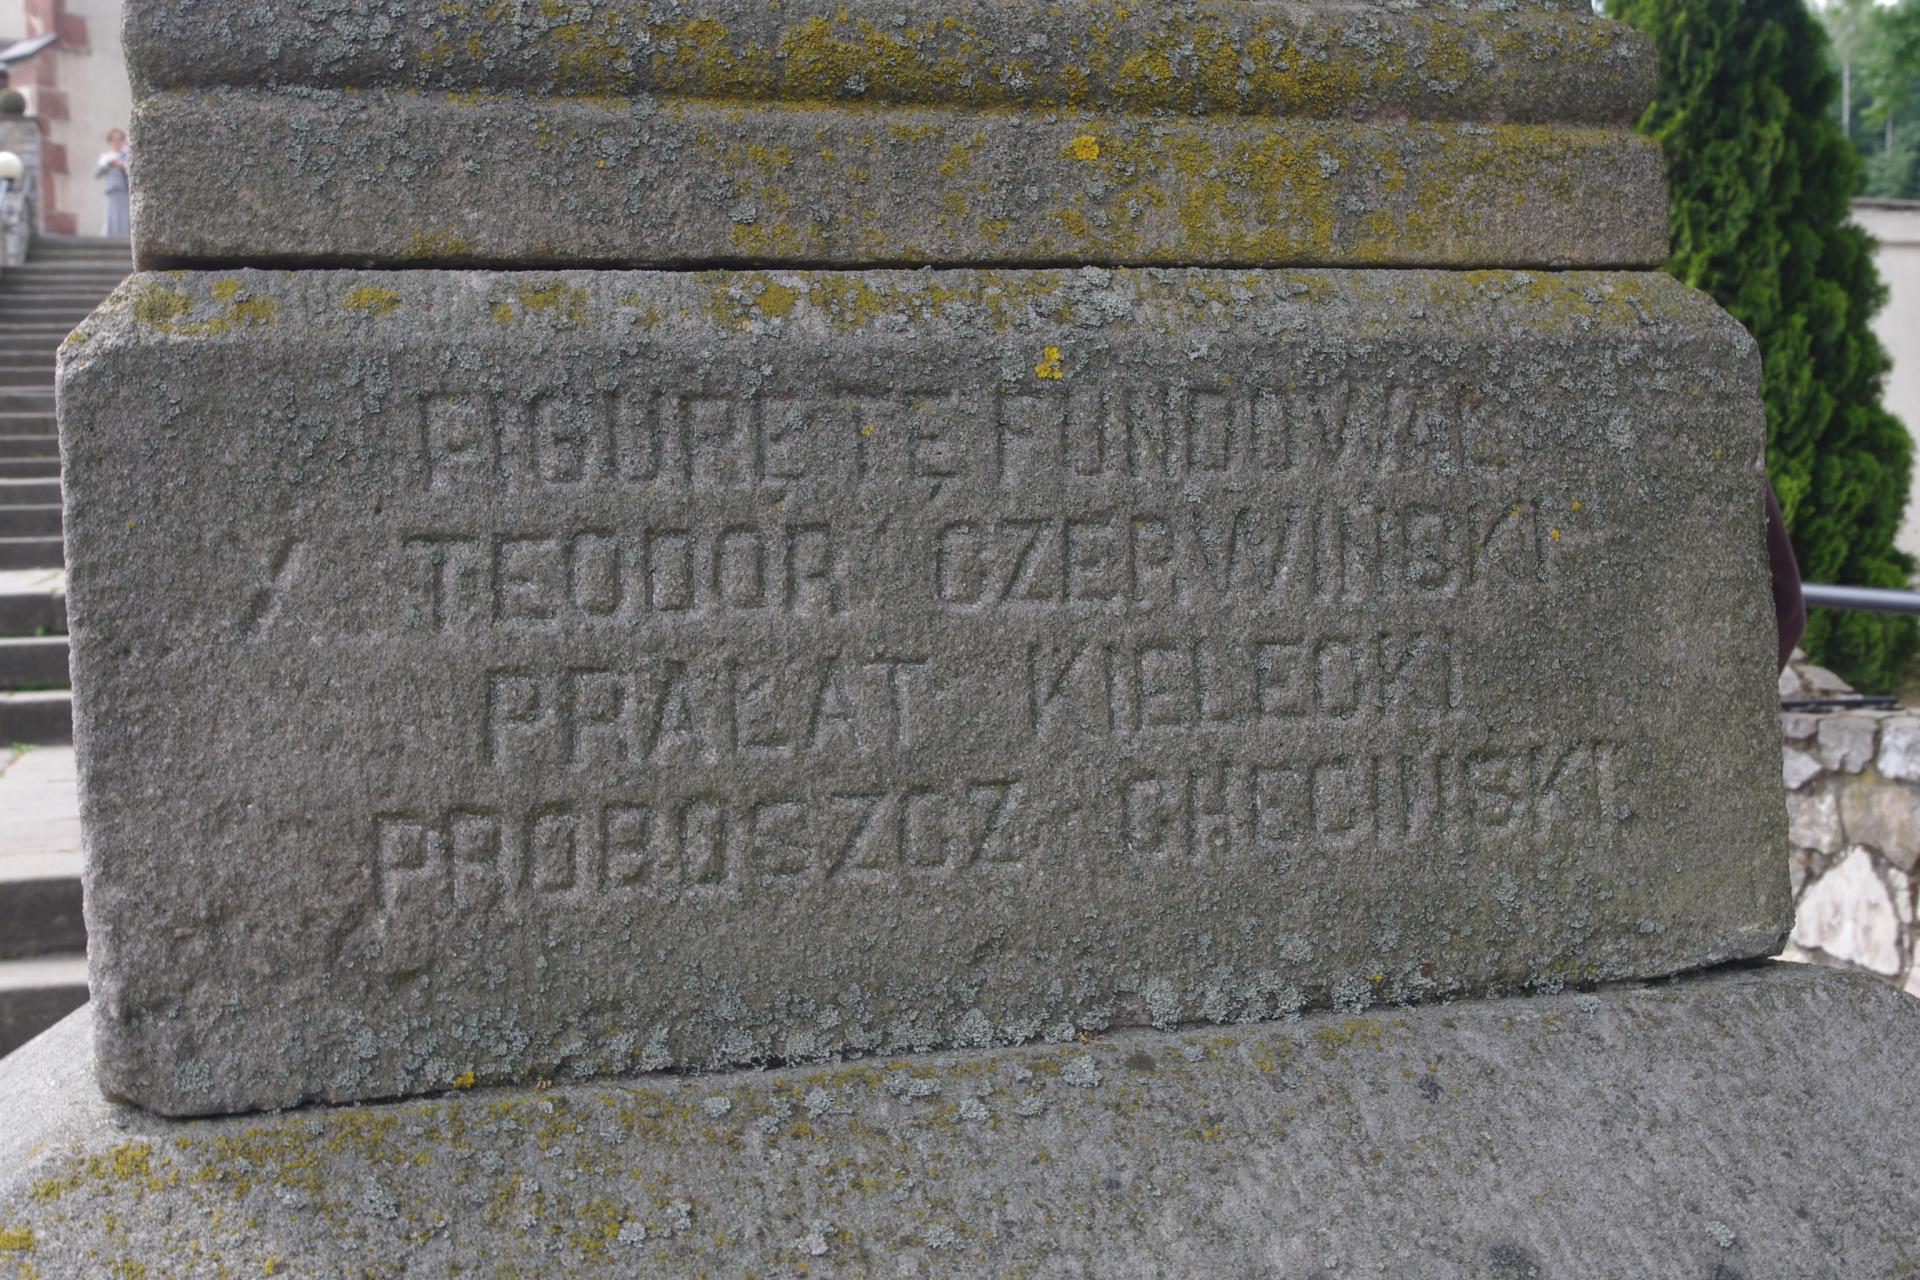 FIGURĘ TĘ FUNDOWAŁ
X TEODOR CZERWIŃSKI
PRAŁAT KIELECKI
PROBOSZCZ CHĘCIŃSKI